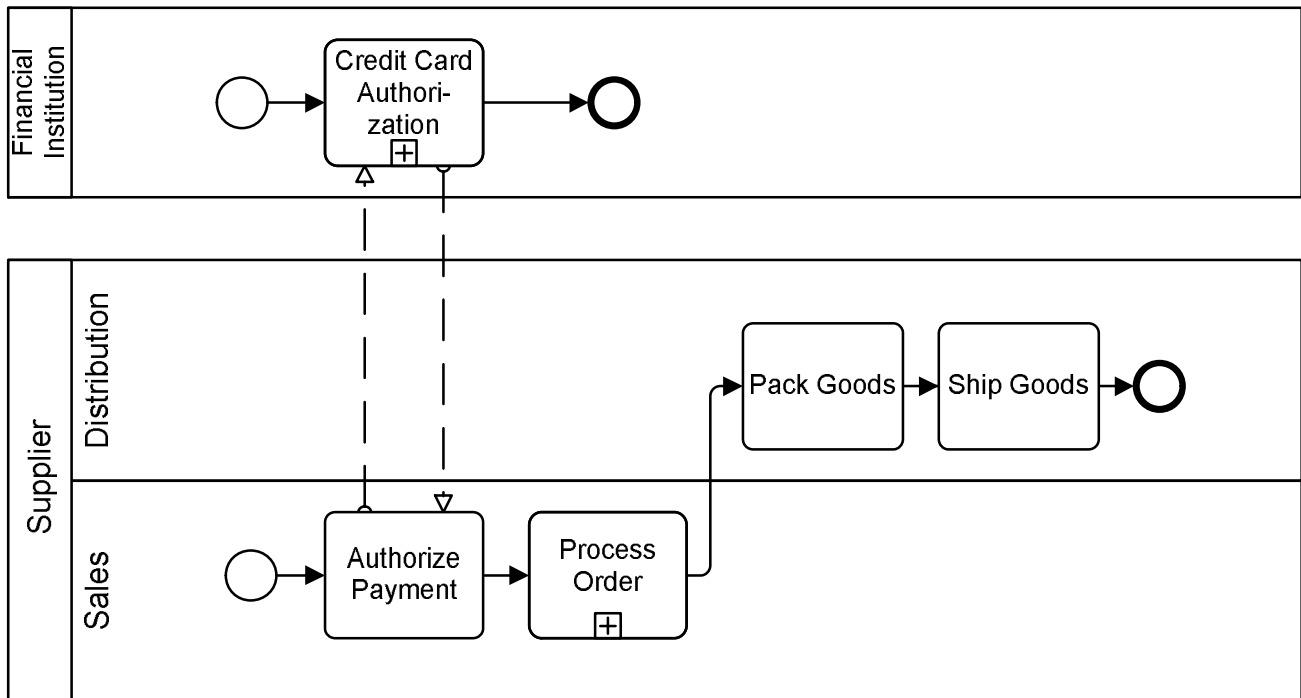 Financial
Institution
Credit Card
Authori-
zation
Supplier
Distribution
Pack Goods
Ship Goods
Sales
Authorize
Payment
Process
Order